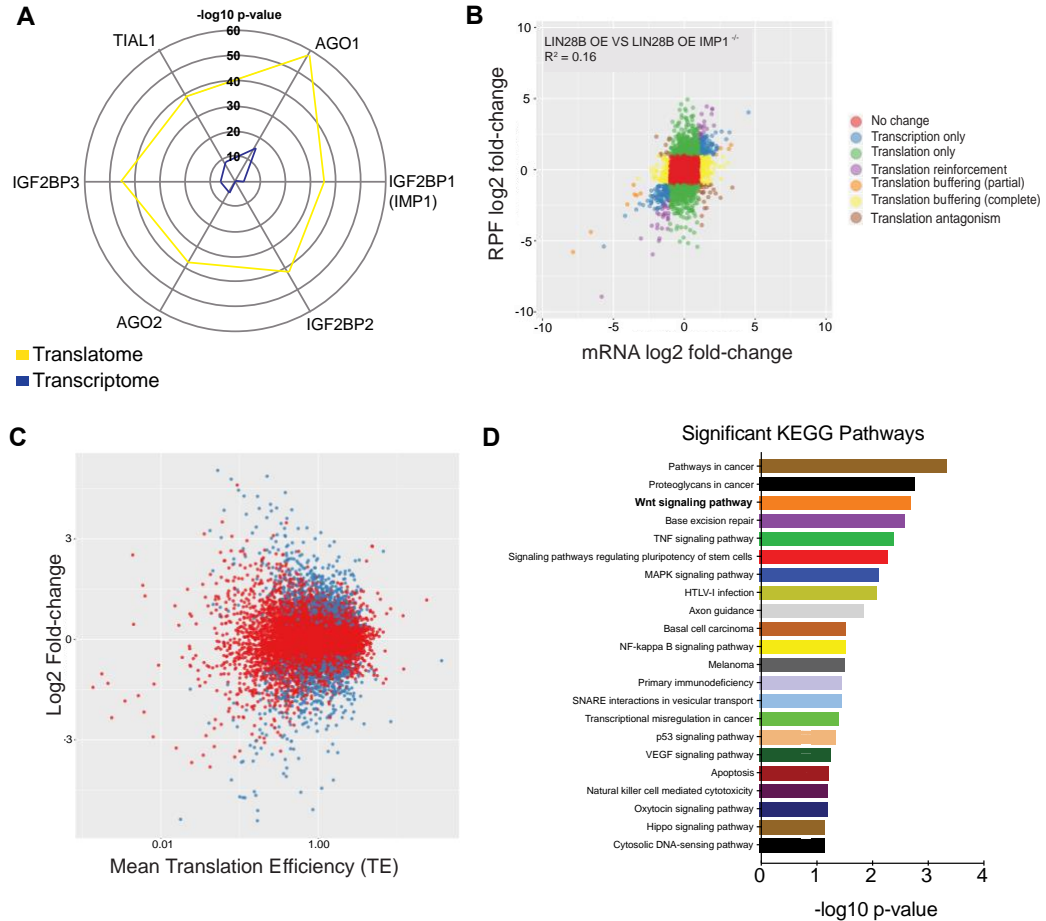 A
-log10 p-value
60
50
40
30
20
10
TIAL1
AGO1
IGF2BP3
IGF2BP1
(IMP1)
AGO2
IGF2BP2
Translatome
Transcriptome
B
LIN28B OE VS LIN28B OE IMP1 -/-
R² = 0.16
10
5
0
-5
-10
RPF log2 fold-change
-10 -5 0 5 10
mRNA log2 fold-change
No change
Transcription only
Translation only
Translation reinforcement
Translation buffering (partial)
Translation buffering (complete)
Translation antagonism
C
Log2 Fold-change
3
0
-3
0.01 1.00
Mean Translation Efficiency (TE)
D
Significant KEGG Pathways
Pathways in cancer
Proteoglycans in cancer
Wnt signaling pathway
Base excision repair
TNF signaling pathway
Signaling pathways regulating pluripotency of stem cells
MAPK signaling pathway
HTLV-I infection
Axon guidance
Basal cell carcinoma
NF-kappa B signaling pathway
Melanoma
Primary immunodeficiency
SNARE interactions in vesicular transport
Transcriptional misregulation in cancer
p53 signaling pathway
VEGF signaling pathway
Apoptosis
Natural killer cell mediated cytotoxicity
Oxytocin signaling pathway
Hippo signaling pathway
Cytosolic DNA-sensing pathway
0 1 2 3 4
-log10 p-value